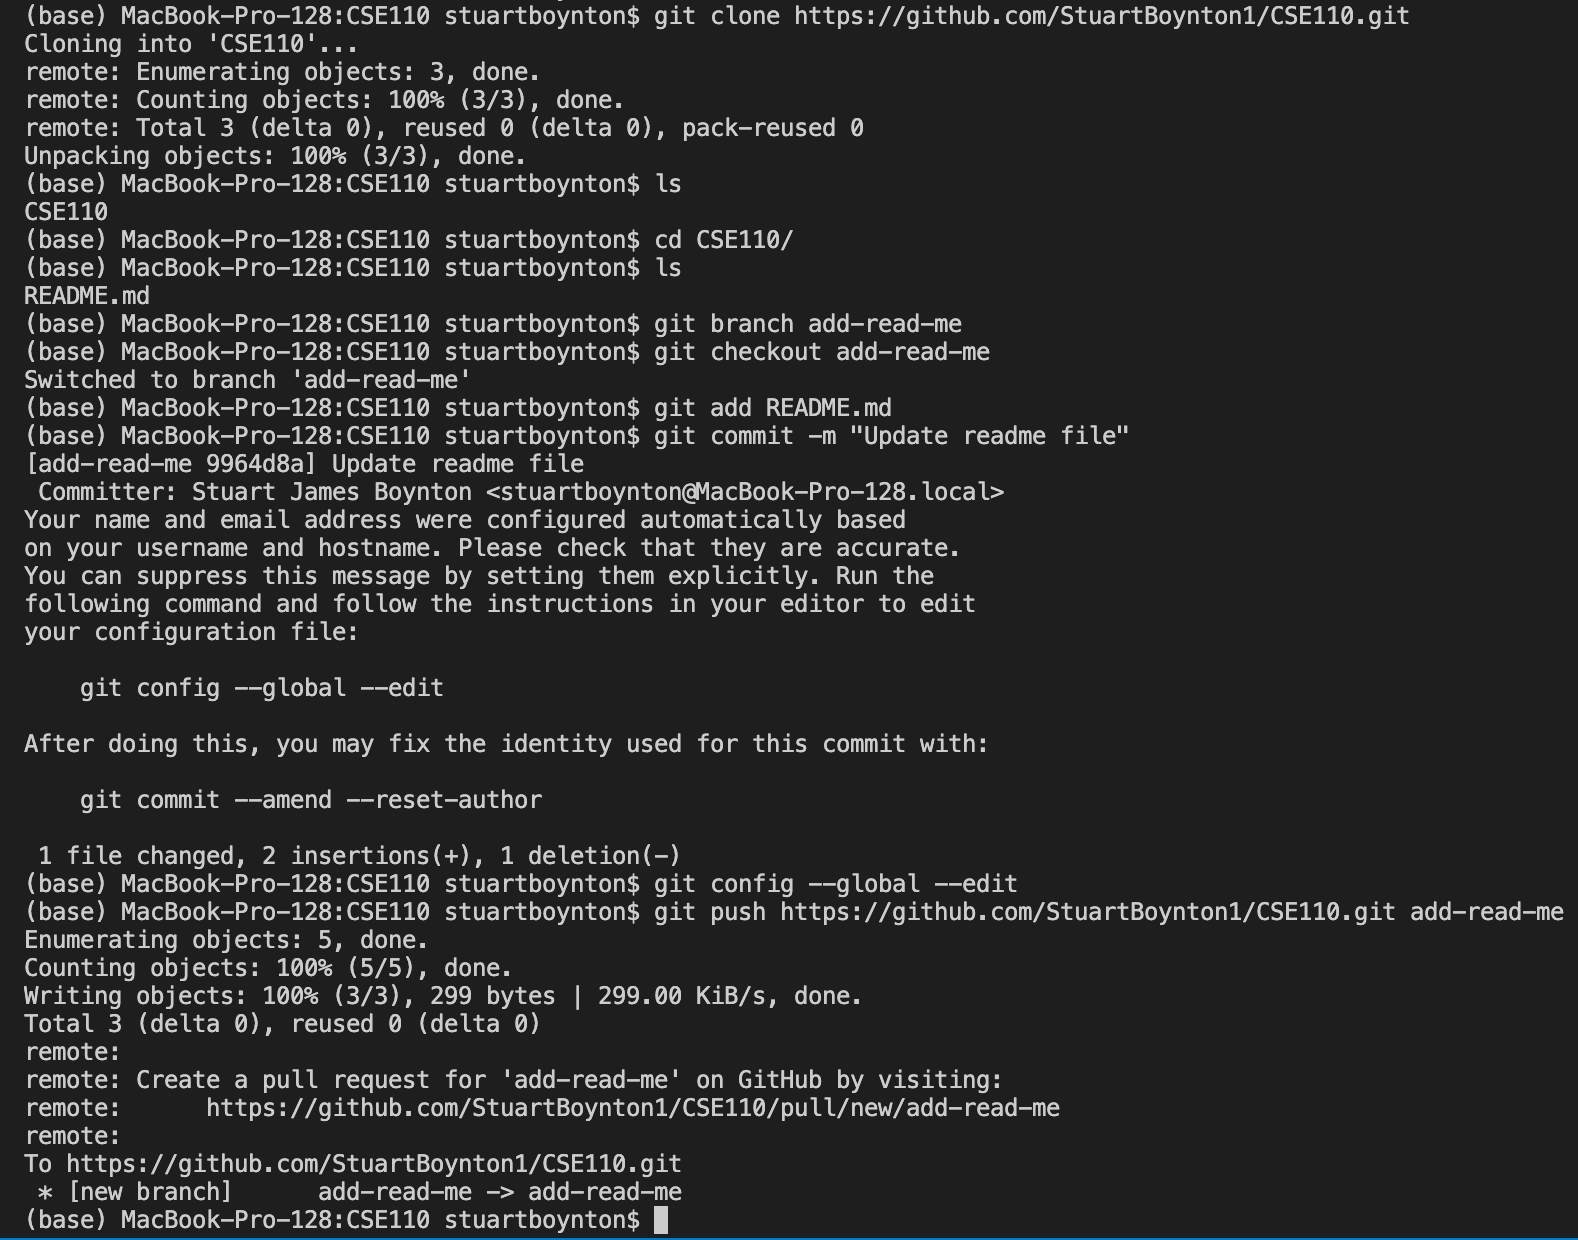 (base) MacBook-Pro-128:CSE110 stuartboynton$ git clone https://github.com/StuartBoynton1/CSE110.git
Cloning into 'CSE110'...
remote: Enumerating objects: 3, done.
remote: Counting objects: 100% (3/3), done.
remote: Total 3 (delta 0), reused 0 (delta 0), pack-reused 0
Unpacking objects: 100% (3/3), done.
(base) MacBook-Pro-128:CSE110 stuartboynton$ ls
CSE110
(base) MacBook-Pro-128:CSE110 stuartboynton$ cd CSE110/
(base) MacBook-Pro-128:CSE110 stuartboynton$ ls
README.md
(base) MacBook-Pro-128:CSE110 stuartboynton$ git branch add-read-me
(base) MacBook-Pro-128:CSE110 stuartboynton$ git checkout add-read-me
Switched to branch 'add-read-me'
(base) MacBook-Pro-128:CSE110 stuartboynton$ git add README.md
(base) MacBook-Pro-128:CSE110 stuartboynton$ git commit -m "Update readme file"
[add-read-me 9964d8a] Update readme file
 Committer: Stuart James Boynton <stuartboynton@MacBook-Pro-128.local>
Your name and email address were configured automatically based
on your username and hostname. Please check that they are accurate.
You can suppress this message by setting them explicitly. Run the
following command and follow the instructions in your editor to edit
your configuration file:

    git config --global --edit

After doing this, you may fix the identity used for this commit with:

    git commit --amend --reset-author

 1 file changed, 2 insertions(+), 1 deletion(-)
(base) MacBook-Pro-128:CSE110 stuartboynton$ git config --global --edit
(base) MacBook-Pro-128:CSE110 stuartboynton$ git push https://github.com/StuartBoynton1/CSE110.git add-read-me
Enumerating objects: 5, done.
Counting objects: 100% (5/5), done.
Writing objects: 100% (3/3), 299 bytes | 299.00 KiB/s, done.
Total 3 (delta 0), reused 0 (delta 0)
remote:
remote: Create a pull request for 'add-read-me' on GitHub by visiting:
remote:      https://github.com/StuartBoynton1/CSE110/pull/new/add-read-me
remote:
To https://github.com/StuartBoynton1/CSE110.git
 * [new branch]      add-read-me -> add-read-me
(base) MacBook-Pro-128:CSE110 stuartboynton$